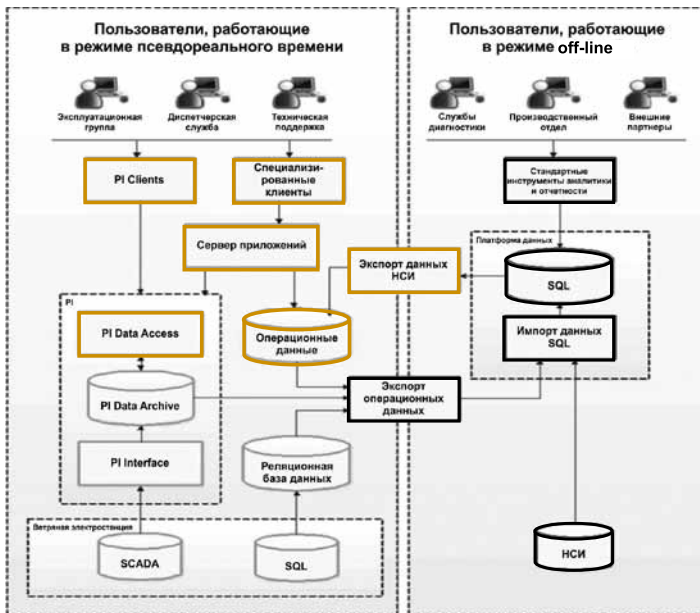 Пользователи, работающие
в режиме псевдореального времени
Эксплуатационная
группа
Диспетчерская
служба
Техническая
поддержка
PI Clients
Специализи-
рованные
клиенты
Сервер приложений
PI
PI Data Access
Операционные
данные
PI Data Archive
PI Interface
Реляционная
база данных
Ветряная электростанция
SCADA
SQL
Экспорт данных
НСИ
Экспорт
операционных
данных
Пользователи, работающие
в режиме off-line
Службы
диагностики
Производственный
отдел
Внешние
партнеры
Стандартные
инструменты аналитики
и отчетности
Платформа данных
SQL
Импорт данных
SQL
НСИ